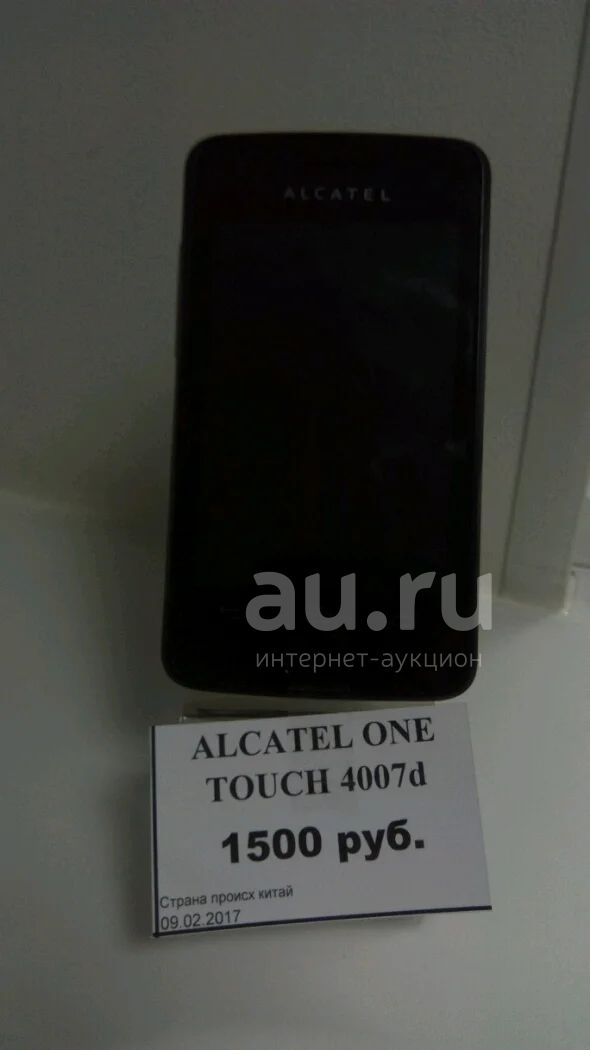 ALCATEL
au.ru
интернет-аукцион
ALCATEL ONE
TOUCH 4007d
1500 руб.
Страна происх китай
09.02.2017